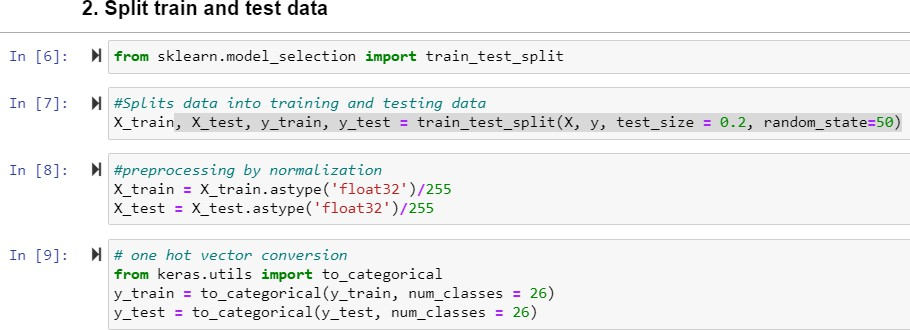 2. Split train and test data
In [6]: from sklearn.model_selection import train_test_split
In [7]: #Splits data into training and testing data
X_train, X_test, y_train, y_test = train_test_split(X, y, test_size = 0.2, random_state=50)
In [8]: #preprocessing by normalization
X_train = X_train.astype('float32')/255
X_test = X_test.astype('float32')/255
In [9]: # one hot vector conversion
from keras.utils import to_categorical
y_train = to_categorical(y_train, num_classes = 26)
y_test = to_categorical(y_test, num_classes = 26)